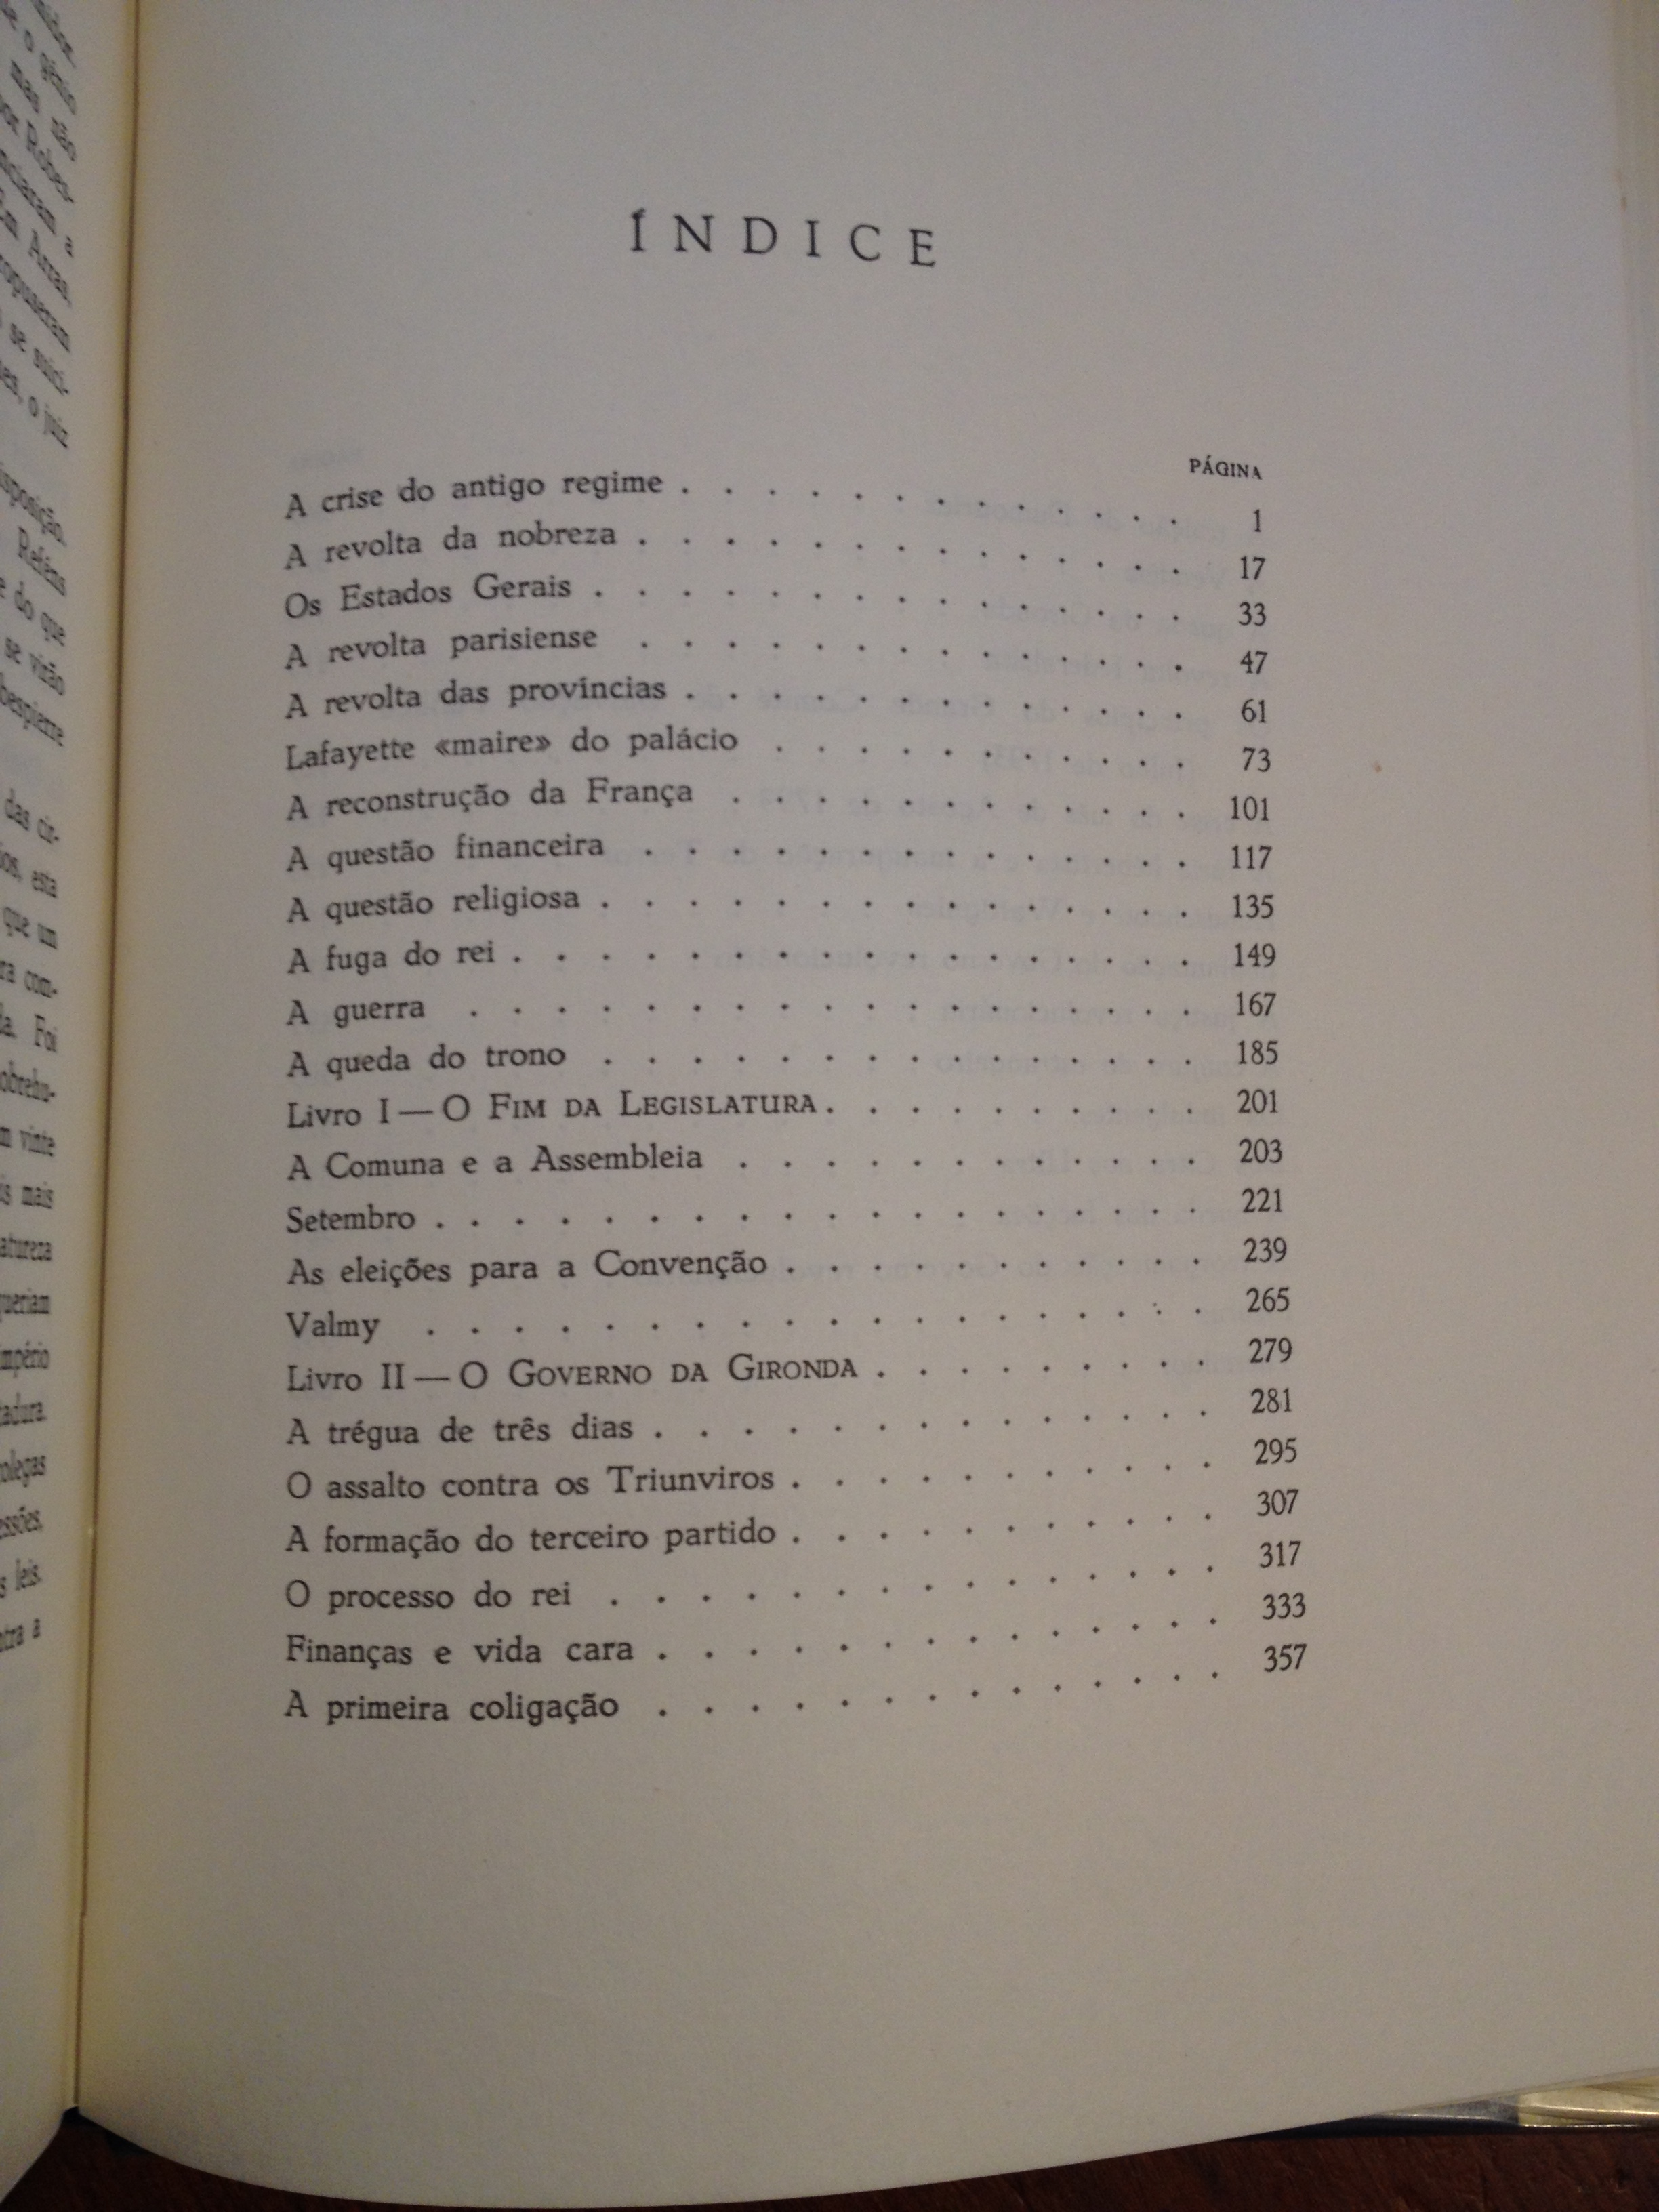 ÍNDICE
PÁGINA
A crise do antigo regime . . . . . . . . . . . . 1
A revolta da nobreza . . . . . . . . . . . . . 17
Os Estados Gerais . . . . . . . . . . . . . . 33
A revolta parisiense . . . . . . . . . . . . . 47
A revolta das províncias . . . . . . . . . . . . 61
Lafayette «maire» do palácio . . . . . . . . . . 73
A reconstrução da França . . . . . . . . . . . 101
A questão financeira . . . . . . . . . . . . . 117
A questão religiosa . . . . . . . . . . . . . . 135
A fuga do rei . . . . . . . . . . . . . . . . 149
A guerra . . . . . . . . . . . . . . . . . 167
A queda do trono . . . . . . . . . . . . . . 185
Livro I — O FIM DA LEGISLATURA . . . . . . . . . 201
A Comuna e a Assembleia . . . . . . . . . . . 203
Setembro . . . . . . . . . . . . . . . . . . 221
As eleições para a Convenção . . . . . . . . . . 239
Valmy . . . . . . . . . . . . . . . . . . 265
Livro II — O GOVERNO DA GIRONDA . . . . . . . . 279
A trégua de três dias . . . . . . . . . . . . . 281
O assalto contra os Triunviros . . . . . . . . . . 295
A formação do terceiro partido . . . . . . . . . . 307
O processo do rei . . . . . . . . . . . . . . 317
Finanças e vida cara . . . . . . . . . . . . . 333
A primeira coligação . . . . . . . . . . . . . 357